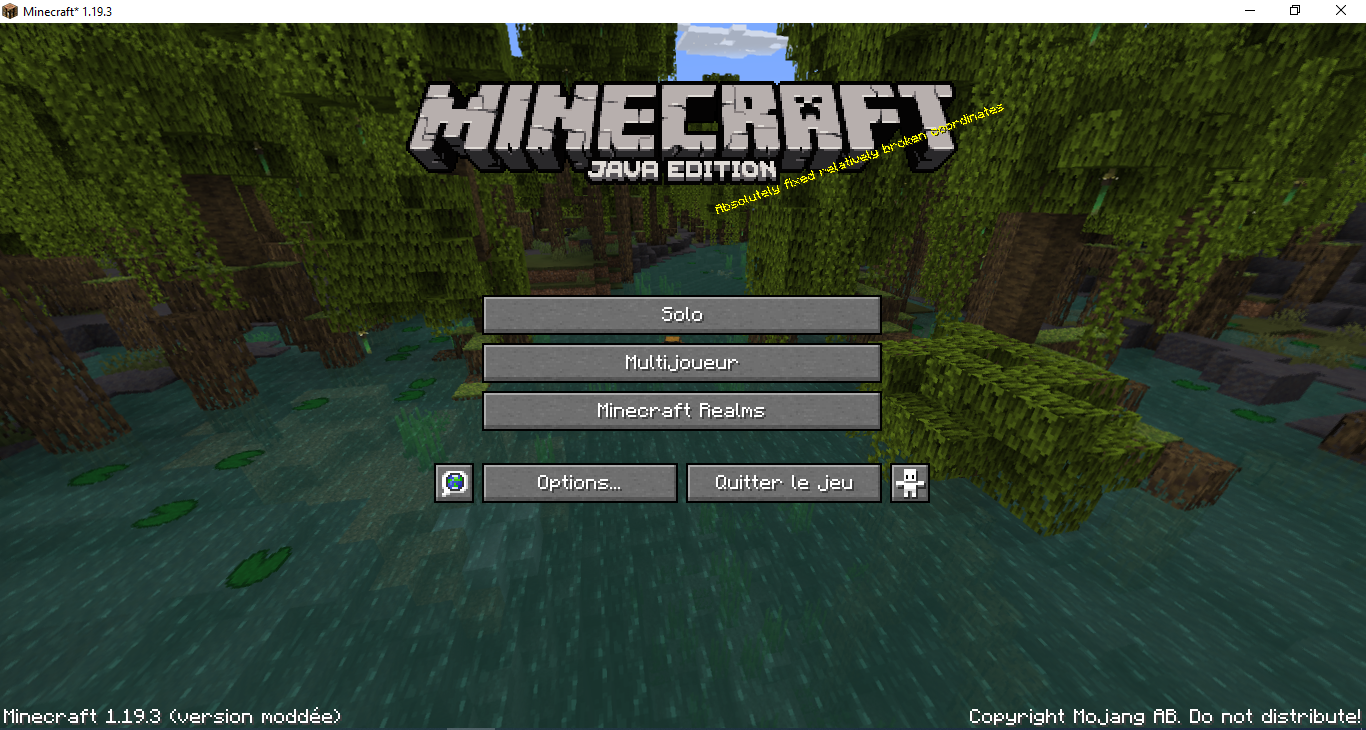 Minecraft* 1.19.3
MINECRAFT
JAVA EDITION
Absolutely fixed relatively broken coordinates
Solo
Multijoueur
Minecraft Realms
Options...
Quitter le jeu
Minecraft 1.19.3 (version moddée)
Copyright Mojang AB. Do not distribute!